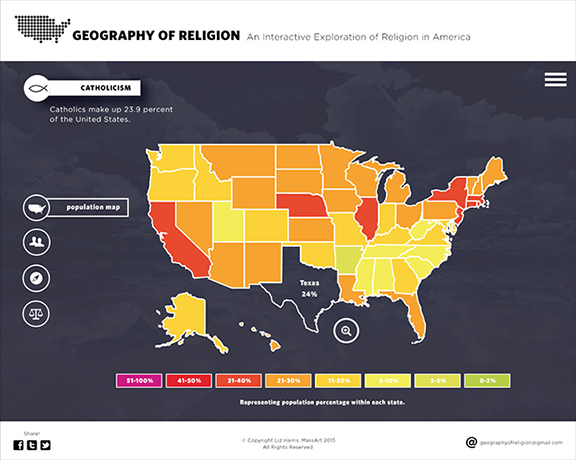 GEOGRAPHY OF RELIGION An Interactive Exploration of Religion in America
CATHOLICISM
Catholics make up 23.9 percent
of the United States.
population map
Texas
24%
51-100% 41-50% 31-40% 21-30% 11-20% 6-10% 3-5% 0-2%
Representing population percentage within each state.
Share!
© Copyright Liz Harris, MassArt 2015
All Rights Reserved
geographyofreligion@gmail.com